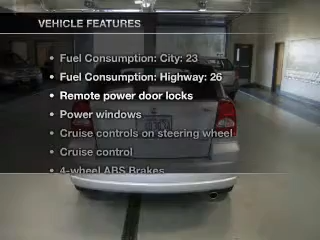 VEHICLE FEATURES
• Fuel Consumption: City: 23
• Fuel Consumption: Highway: 26
• Remote power door locks
• Power windows
• Cruise controls on steering wheel
• Cruise control
• 4-wheel ABS Brakes